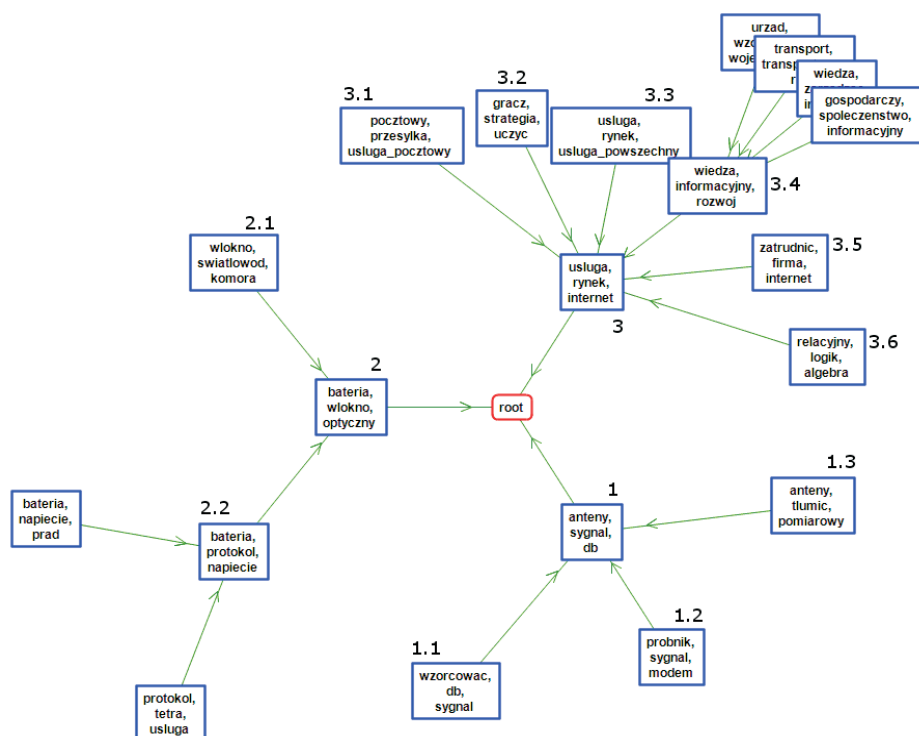 urzad,
transport,
wiedza,
gospodarczy,
spoleczenstwo,
informacyjny
3.1
pocztowy,
przesylka,
usluga_pocztowy
3.2
gracz,
strategia,
uczyc
3.3
usluga,
rynek,
usluga_powszechny
wiedza,
informacyjny,
rozwoj
3.4
2.1
wlokno,
swiatlowod,
komora
usluga,
rynek,
internet
3
zatrudnic,
firma,
internet
3.5
relacyjny,
logik,
algebra
3.6
2
bateria,
wlokno,
optyczny
root
bateria,
napiecie,
prad
2.2
bateria,
protokol,
napiecie
1
anteny,
sygnal,
db
1.3
anteny,
tlumic,
pomiarowy
1.1
wzorcowac,
db,
sygnal
1.2
probnik,
sygnal,
modem
protokol,
tetra,
usluga